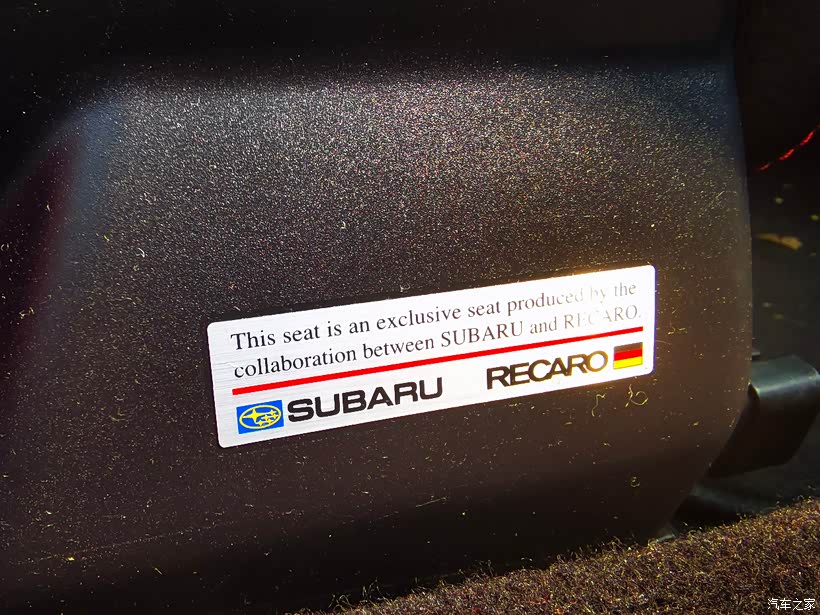 This seat is an exclusive seat produced by the
collaboration between SUBARU and RECARO.
SUBARU RECARO
汽车之家